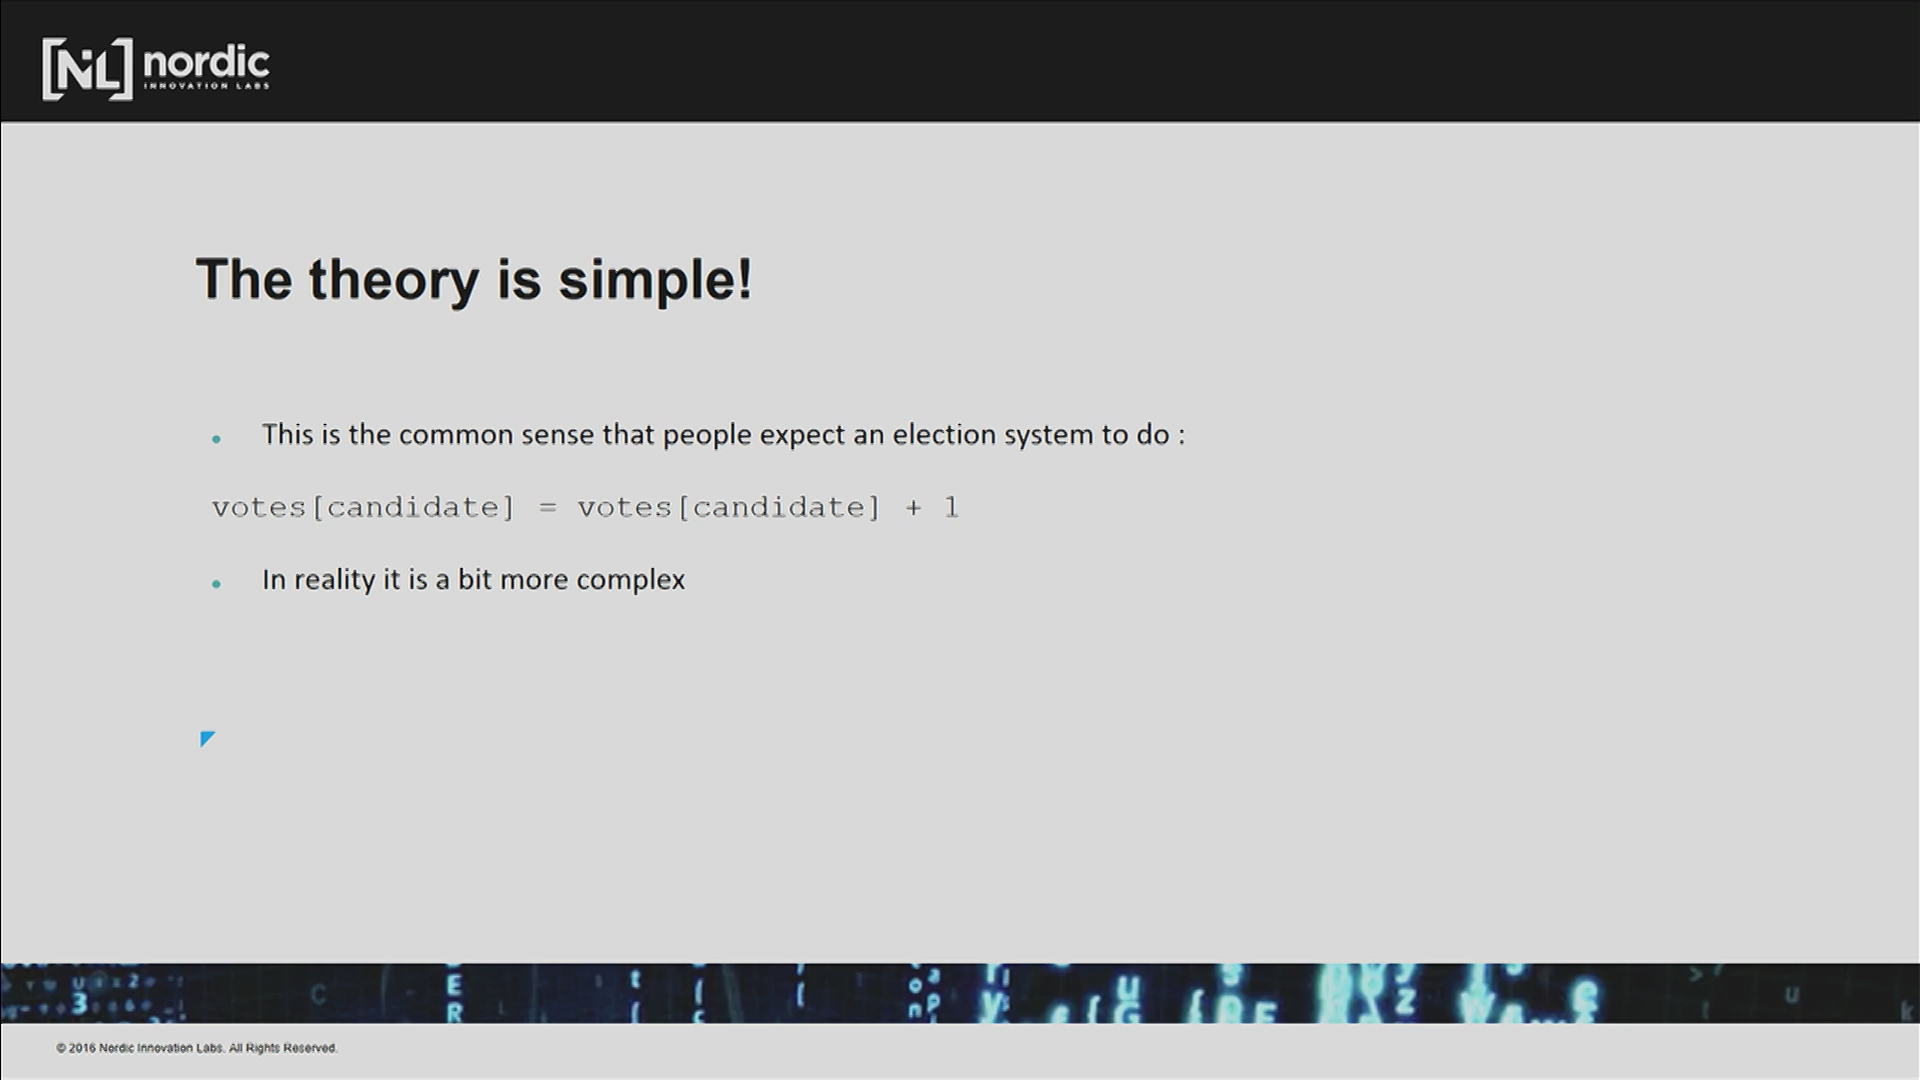 [NIL] nordic
INNOVATION LABS
The theory is simple!
• This is the common sense that people expect an election system to do :
votes[candidate] = votes[candidate] + 1
• In reality it is a bit more complex
© 2016 Nordic Innovation Labs. All Rights Reserved.